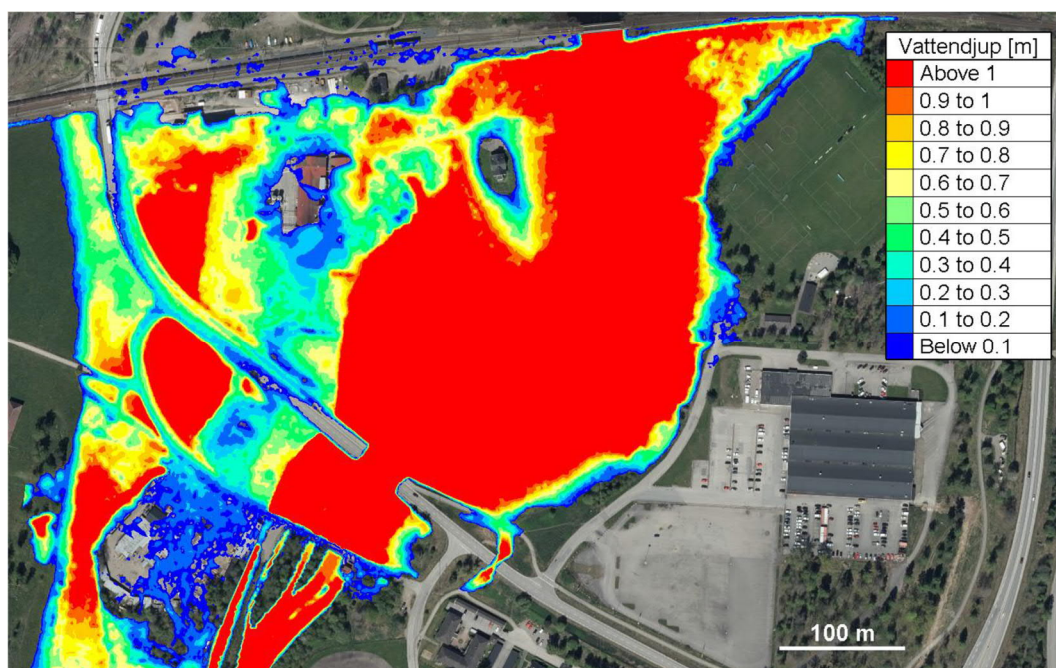 Vattendjup [m]
Above 1
0.9 to 1
0.8 to 0.9
0.7 to 0.8
0.6 to 0.7
0.5 to 0.6
0.4 to 0.5
0.3 to 0.4
0.2 to 0.3
0.1 to 0.2
Below 0.1
100 m